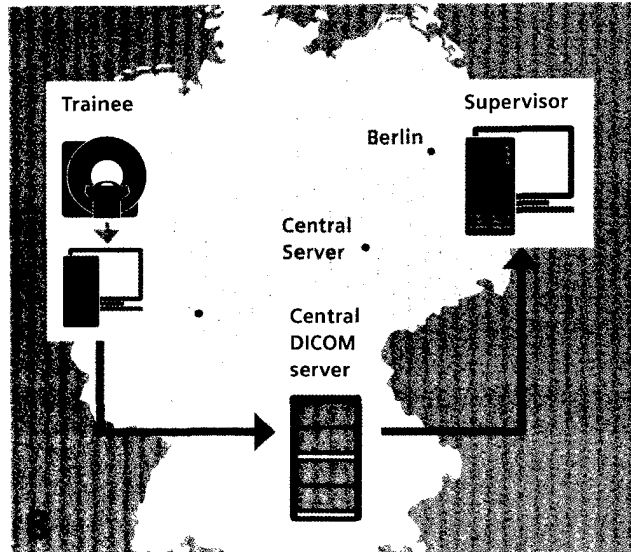 Trainee
Supervisor
Berlin
Central
Server
Central
DICOM
server